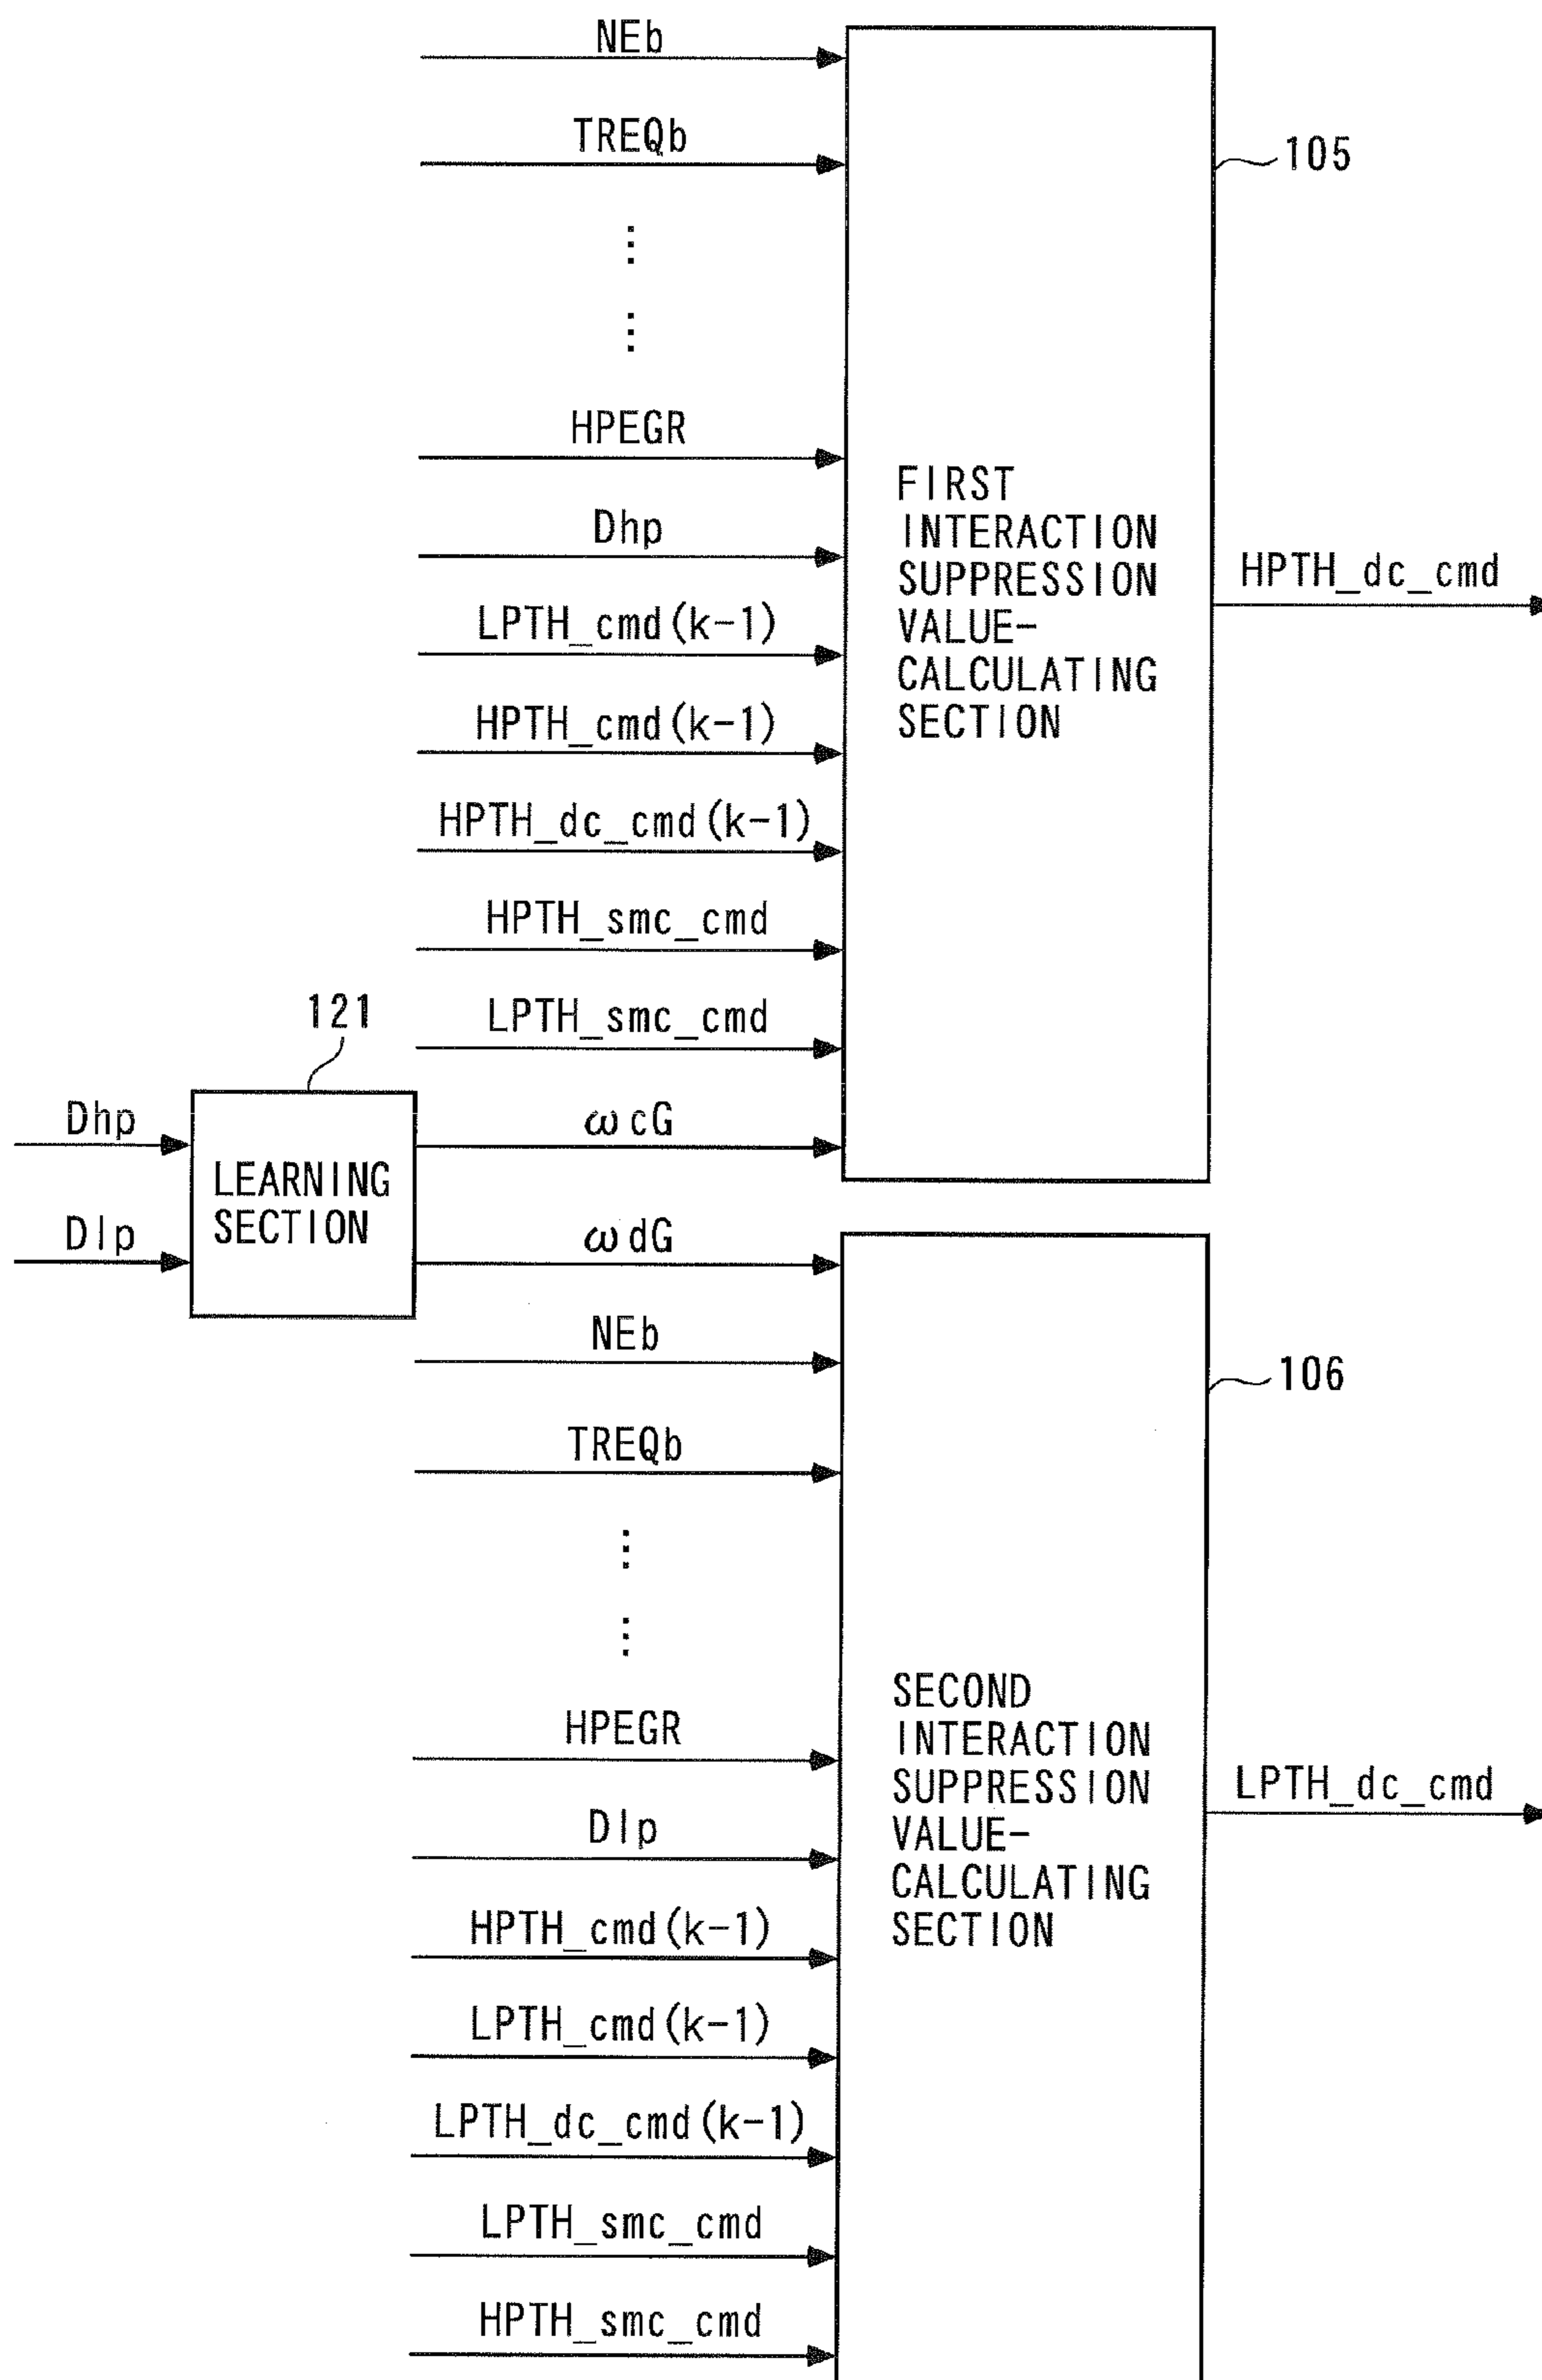 NEb
TREQb
105
⋮
⋮
HPEGR
Dhp
LPTH_cmd(k-1)
HPTH_cmd(k-1)
HPTH_dc_cmd(k-1)
HPTH_smc_cmd
LPTH_smc_cmd
FIRST
INTERACTION
SUPPRESSION
VALUE-
CALCULATING
SECTION
HPTH_dc_cmd
121
Dhp
Dlp
LEARNING
SECTION
ωcG
ωdG
NEb
TREQb
106
⋮
⋮
HPEGR
Dlp
HPTH_cmd(k-1)
LPTH_cmd(k-1)
LPTH_dc_cmd(k-1)
LPTH_smc_cmd
HPTH_smc_cmd
SECOND
INTERACTION
SUPPRESSION
VALUE-
CALCULATING
SECTION
LPTH_dc_cmd